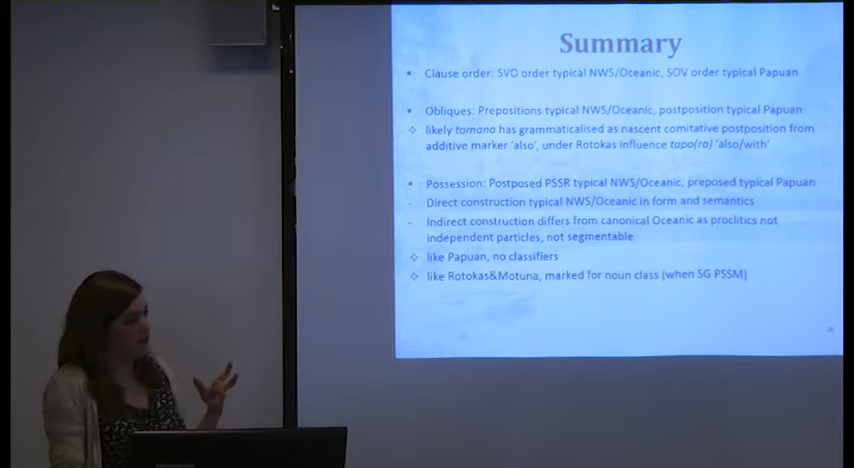 Summary
Clause order: SVO order typical NWS/Oceanic, SOV order typical Papuan
Obliques: Prepositions typical NWS/Oceanic, postposition typical Papuan
likely tomana has grammaticalised as nascent comitative postposition from
additive marker 'also', under Rotokas influence tapo(ro) 'also/with'
Possession: Postposed PSSR typical NWS/Oceanic, preposed typical Papuan
- Direct construction typical NWS/Oceanic in form and semantics
- Indirect construction differs from canonical Oceanic as proclitics not
independent particles, not segmentable
like Papuan, no classifiers
like Rotokas&Motuna, marked for noun class (when SG PSSM)